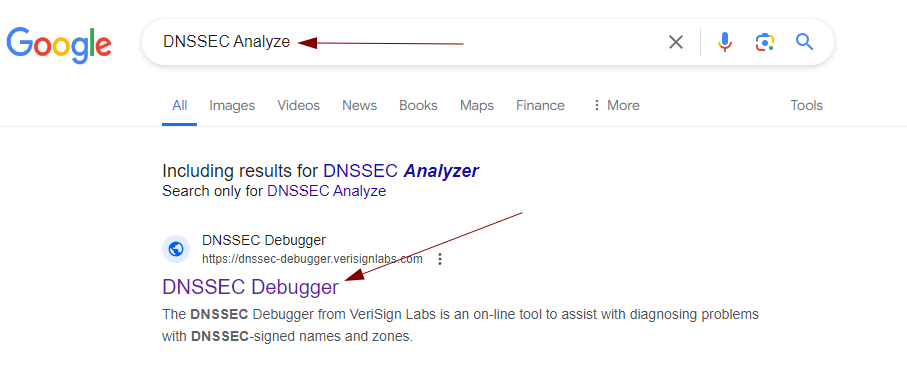 Google
DNSSEC Analyze
All Images Videos News Books Maps Finance More Tools
Including results for DNSSEC Analyzer
Search only for DNSSEC Analyze
DNSSEC Debugger
https://dnssec-debugger.verisignlabs.com
DNSSEC Debugger
The DNSSEC Debugger from VeriSign Labs is an on-line tool to assist with diagnosing problems
with DNSSEC-signed names and zones.